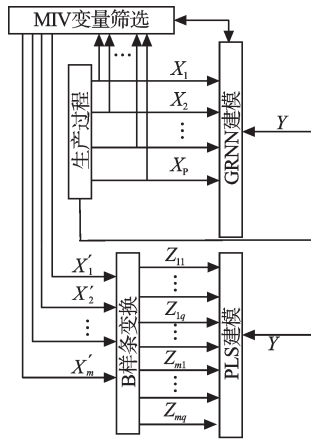 MIV变量筛选
...
X₁
X₂
⋮
X_P
生产过程
GRNN建模
Y
X′₁
X′₂
⋮
X′ₘ
B样条变换
Z₁₁
⋮
Z₁q
⋮
Zₘ₁
⋮
Zₘq
PLS建模
Y